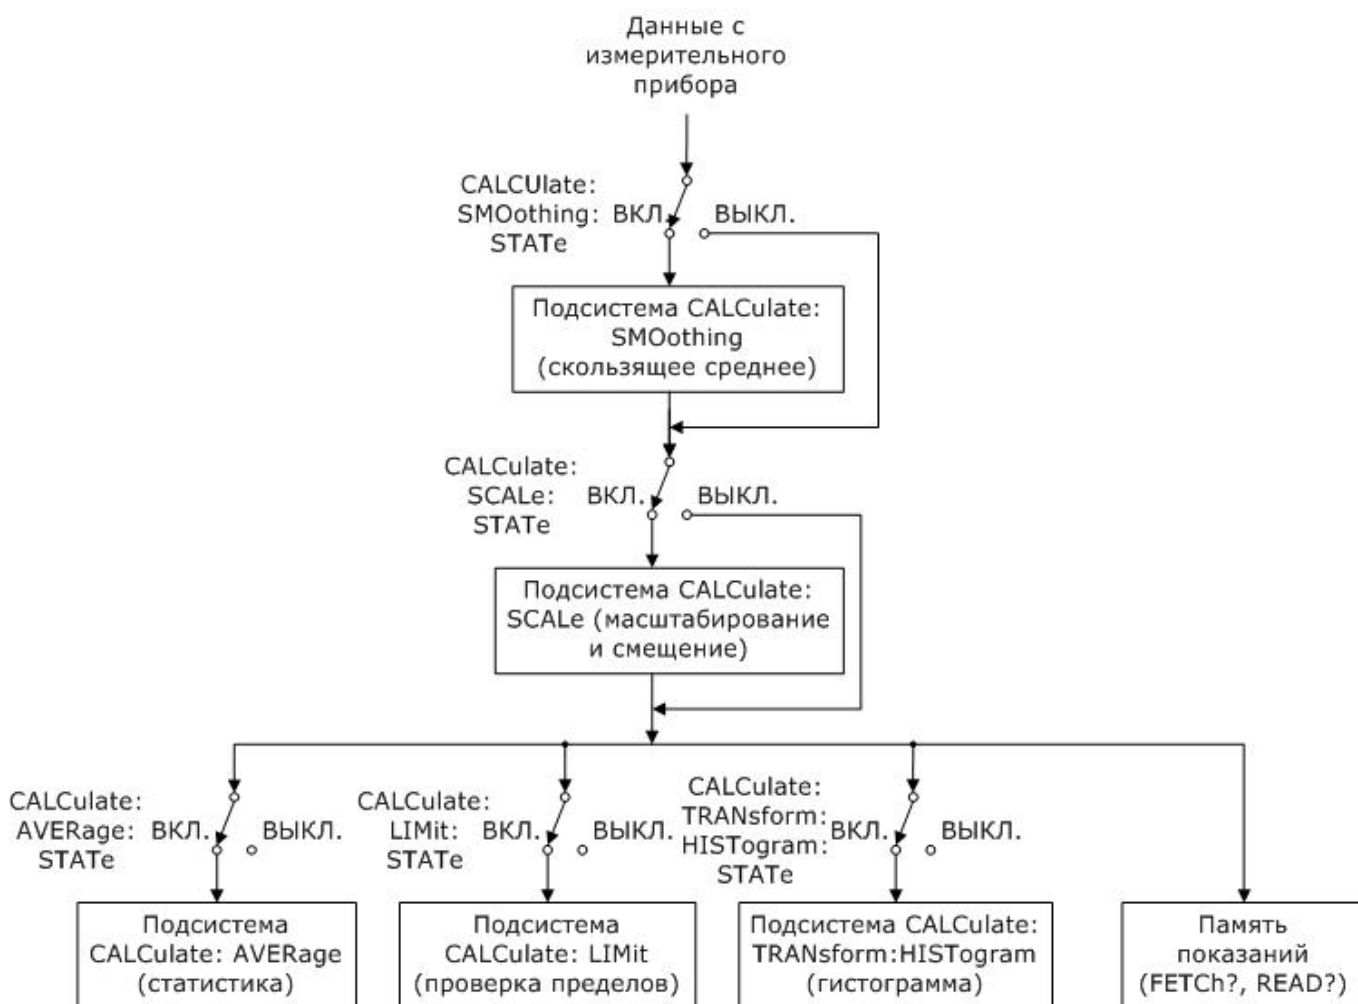 Данные с
измерительного
прибора
CALCUlate:
SMOothing: ВКЛ. ВЫКЛ.
STATe
Подсистема CALCulate:
SMOothing
(скользящее среднее)
CALCulate:
SCALe: ВКЛ. ВЫКЛ.
STATe
Подсистема CALCulate:
SCALe (масштабирование
и смещение)
CALCulate:
AVERage: ВКЛ. ВЫКЛ.
STATe
CALCulate:
LIMit: ВКЛ. ВЫКЛ.
STATe
CALCulate:
TRANsform: ВКЛ. ВЫКЛ.
HISTogram:
STATe
Подсистема
CALCulate: AVERage
(статистика)
Подсистема
CALCulate: LIMit
(проверка пределов)
Подсистема CALCulate:
TRANsform:HISTogram
(гистограмма)
Память
показаний
(FETCh?, READ?)